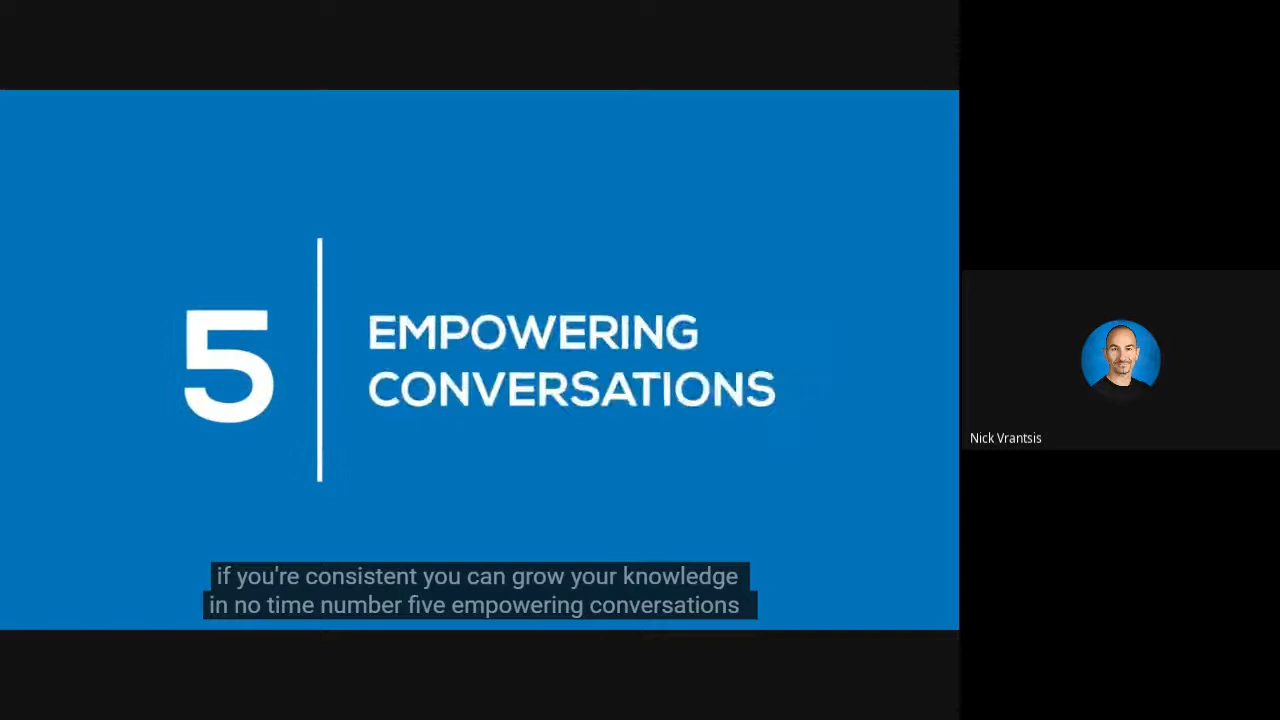 5
EMPOWERING
CONVERSATIONS
if you're consistent you can grow your knowledge
in no time number five empowering conversations
Nick Vrantsis